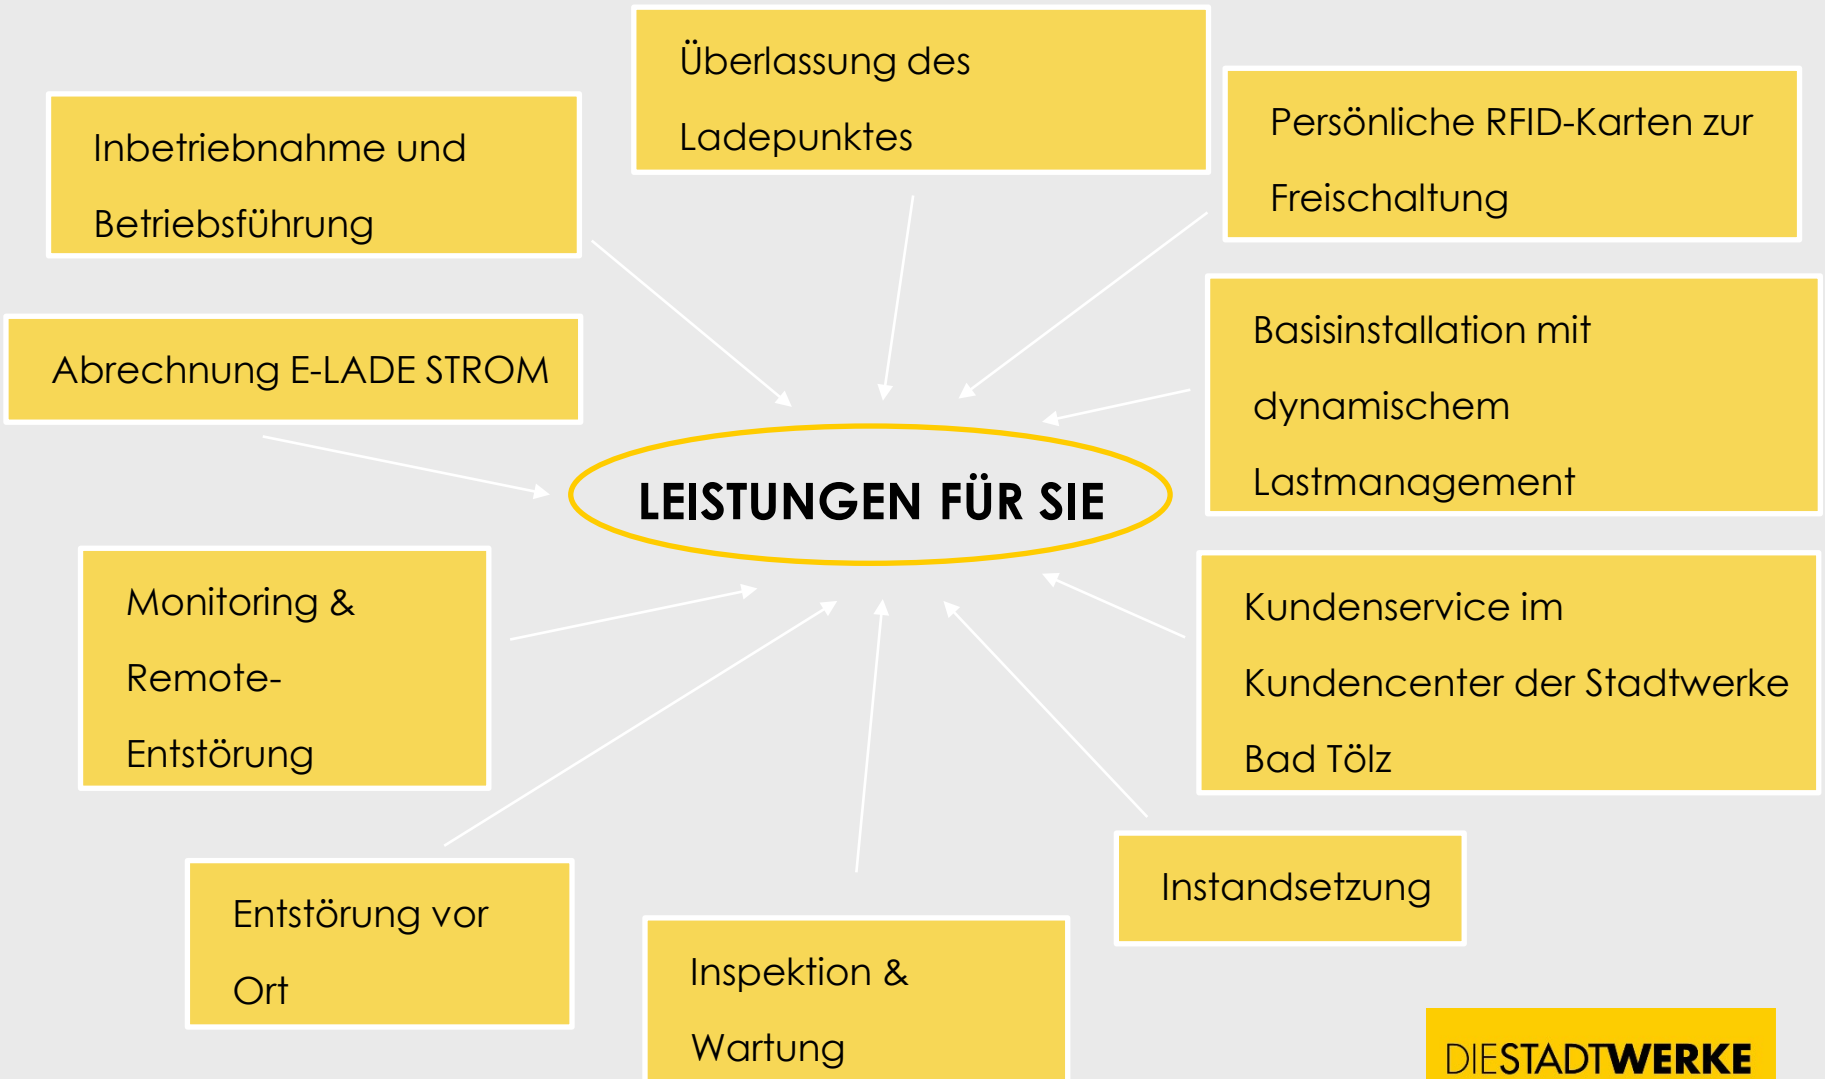 Überlassung des
Ladepunktes
Inbetriebnahme und
Betriebsführung
Persönliche RFID-Karten zur
Freischaltung
Abrechnung E-LADE STROM
Basisinstallation mit
dynamischem
Lastmanagement
LEISTUNGEN FÜR SIE
Monitoring &
Remote-
Entstörung
Kundenservice im
Kundencenter der Stadtwerke
Bad Tölz
Entstörung vor
Ort
Instandsetzung
Inspektion &
Wartung
DIESTADTWERKE